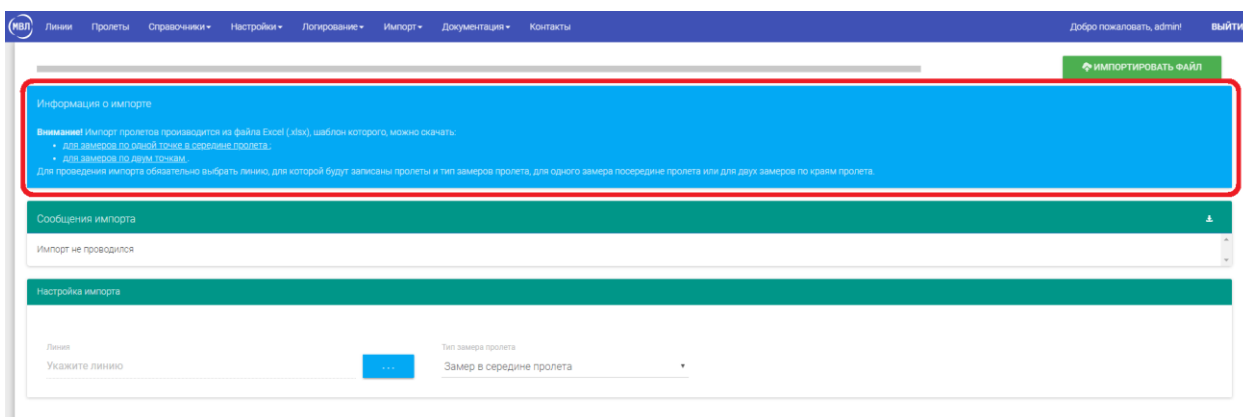 МВЛ Линии Пролеты Справочники Настройки Логирование Импорт Документация Контакты Добро пожаловать, admin! ВЫЙТИ
ИМПОРТИРОВАТЬ ФАЙЛ
Информация о импорте
Внимание! Импорт пролетов производится из файла Excel (.xlsx), шаблон которого, можно скачать:
• для замеров по одной точке в середине пролета ;
• для замеров по двум точкам .
Для проведения импорта обязательно выбрать линию, для которой будут записаны пролеты и тип замеров пролета, для одного замера посередине пролета или для двух замеров по краям пролета.
Сообщения импорта
Импорт не проводился
Настройка импорта
Линия Тип замера пролета
Укажите линию ... Замер в середине пролета